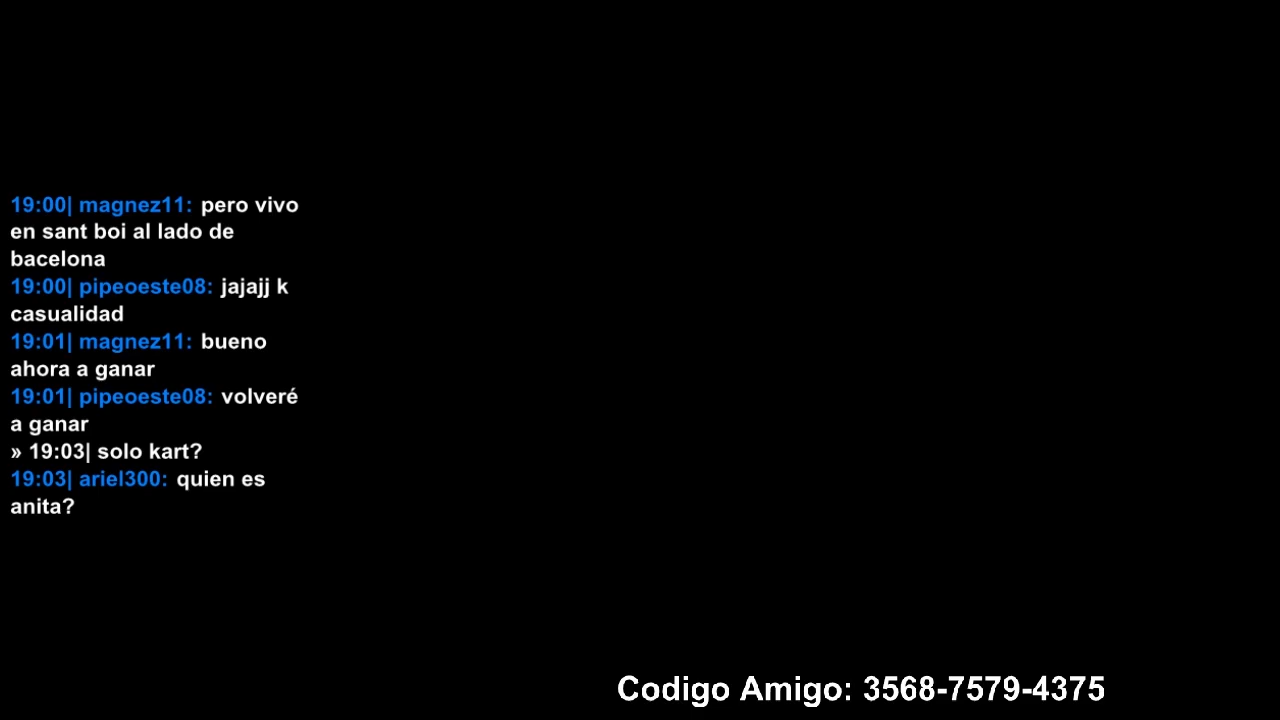 19:00| magnez11: pero vivo
en sant boi al lado de
bacelona
19:00| pipeoeste08: jajajj k
casualidad
19:01| magnez11: bueno
ahora a ganar
19:01| pipeoeste08: volveré
a ganar
» 19:03| solo kart?
19:03| ariel300: quien es
anita?
Codigo Amigo: 3568-7579-4375